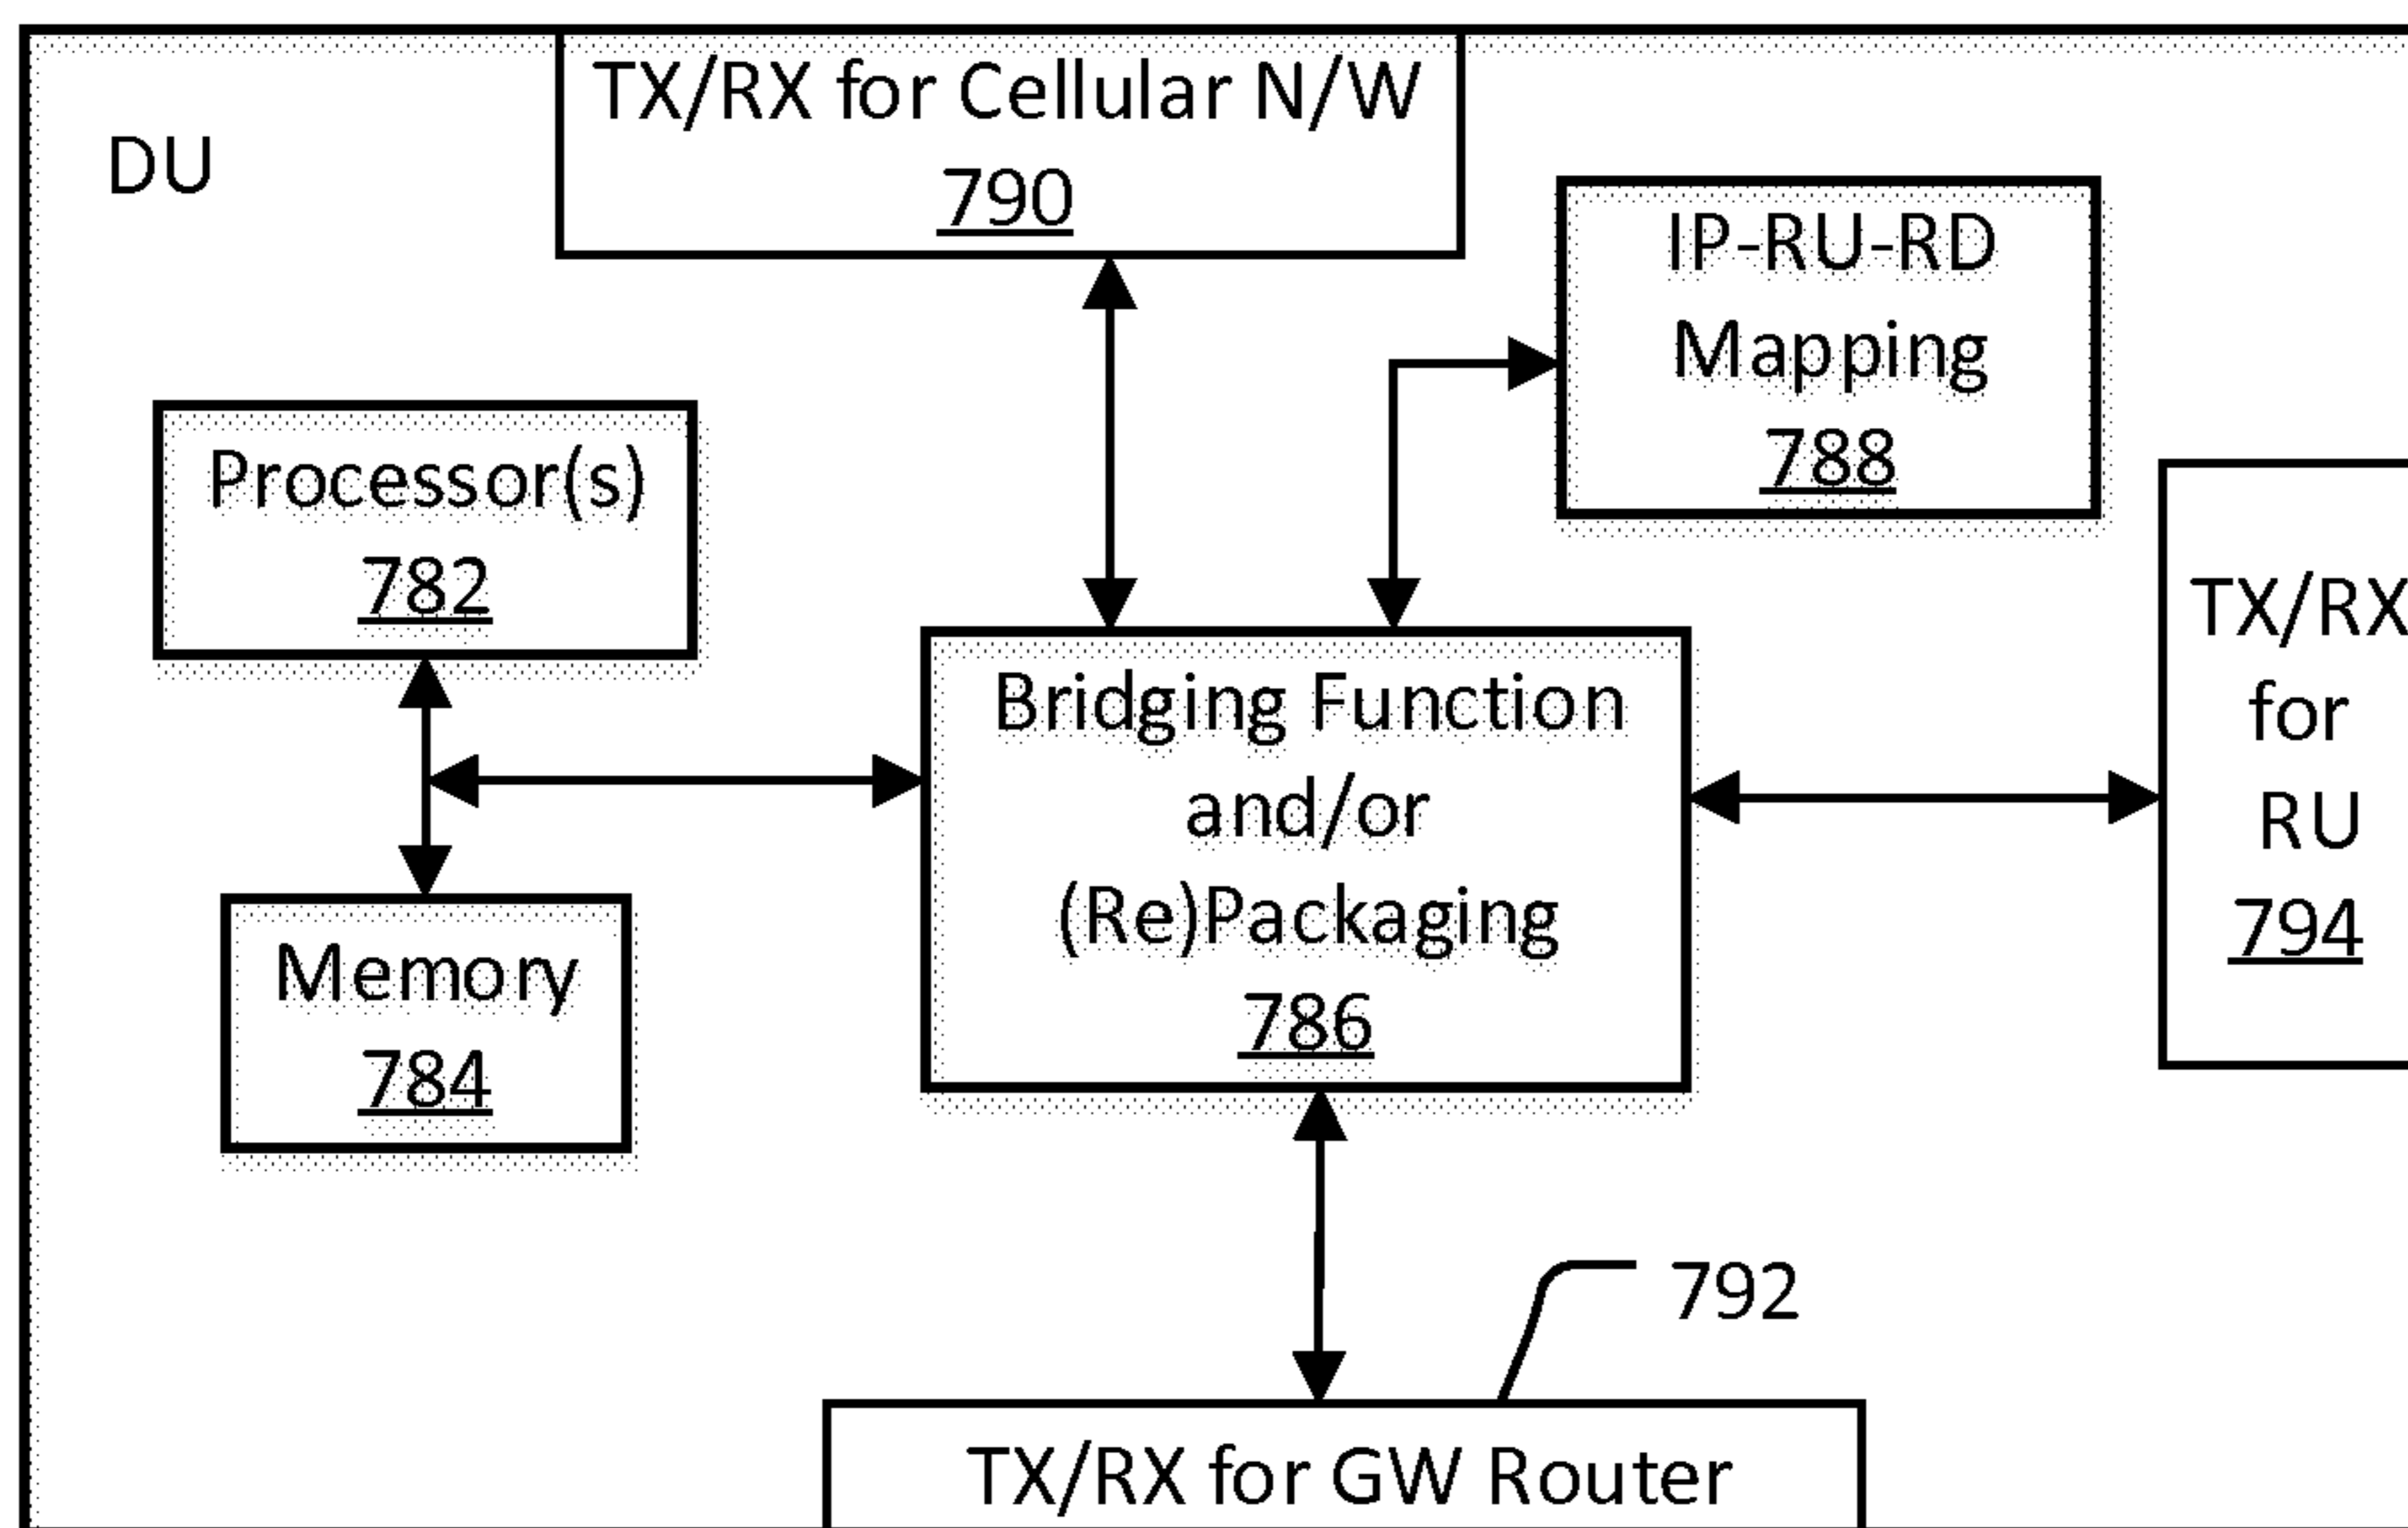 TX/RX for Cellular N/W
790
DU
IP-RU-RD
Mapping
788
Processor(s)
782
TX/RX
for
RU
794
Bridging Function
and/or
(Re)Packaging
786
Memory
784
792
TX/RX for GW Router